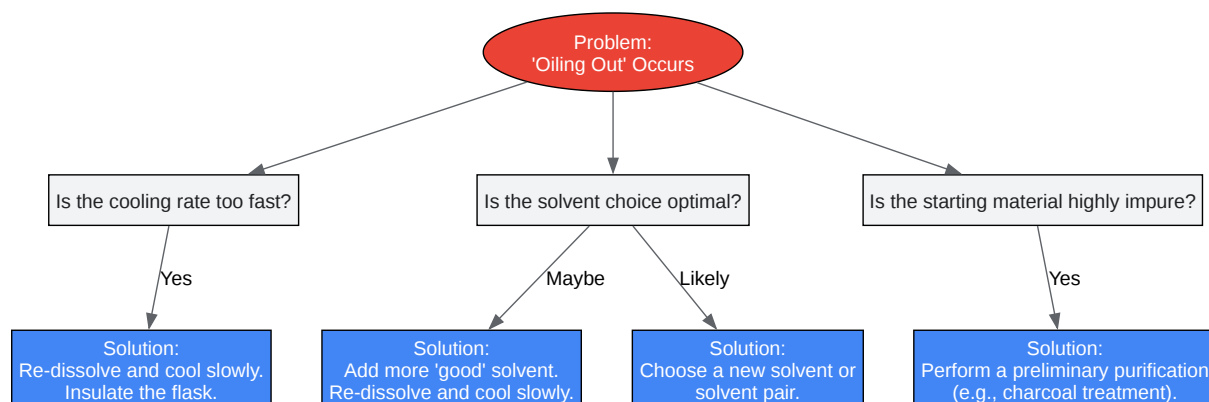 Problem:
'Oiling Out' Occurs
Is the cooling rate too fast?
Is the solvent choice optimal?
Is the starting material highly impure?
Yes
Maybe
Likely
Yes
Solution:
Re-dissolve and cool slowly.
Insulate the flask.
Solution:
Add more 'good' solvent.
Re-dissolve and cool slowly.
Solution:
Choose a new solvent or
solvent pair.
Solution:
Perform a preliminary purification
(e.g., charcoal treatment).